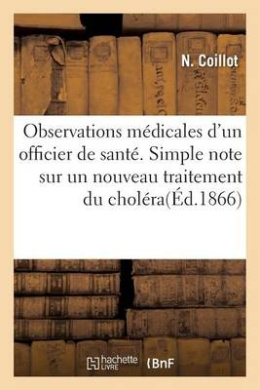 N. Coillot
Observations médicales d'un
officier de santé. Simple note
sur un nouveau traitement
du choléra(Éd.1866)
hachette
LIVRE
{BnF